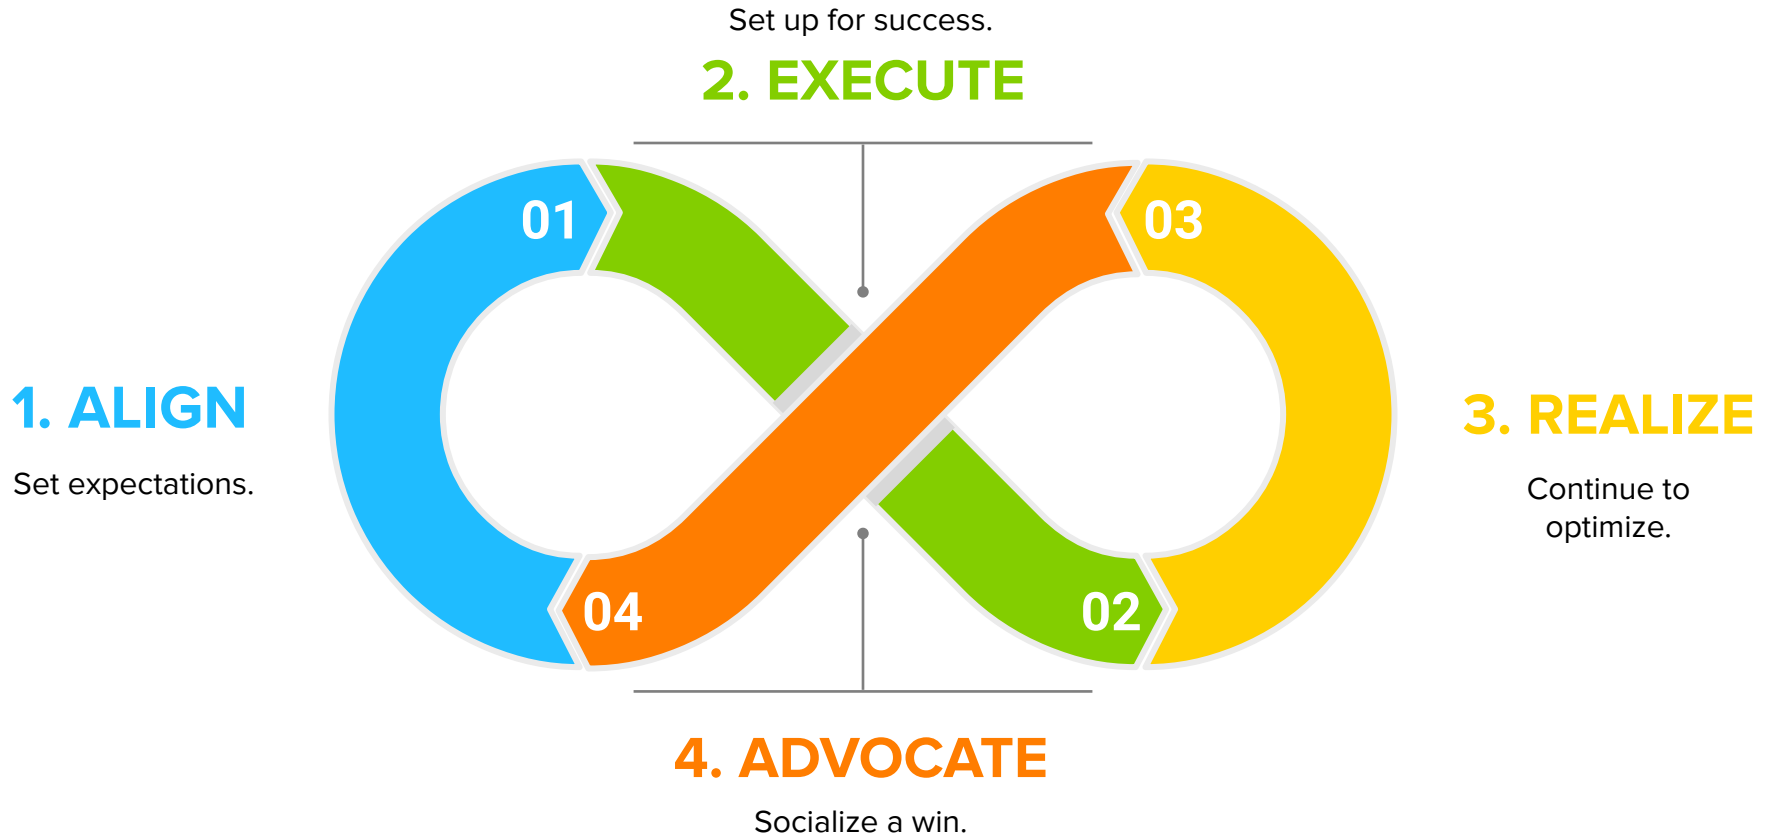 Set up for success.
2. EXECUTE
01
03
1. ALIGN
Set expectations.
3. REALIZE
Continue to
optimize.
04
02
4. ADVOCATE
Socialize a win.